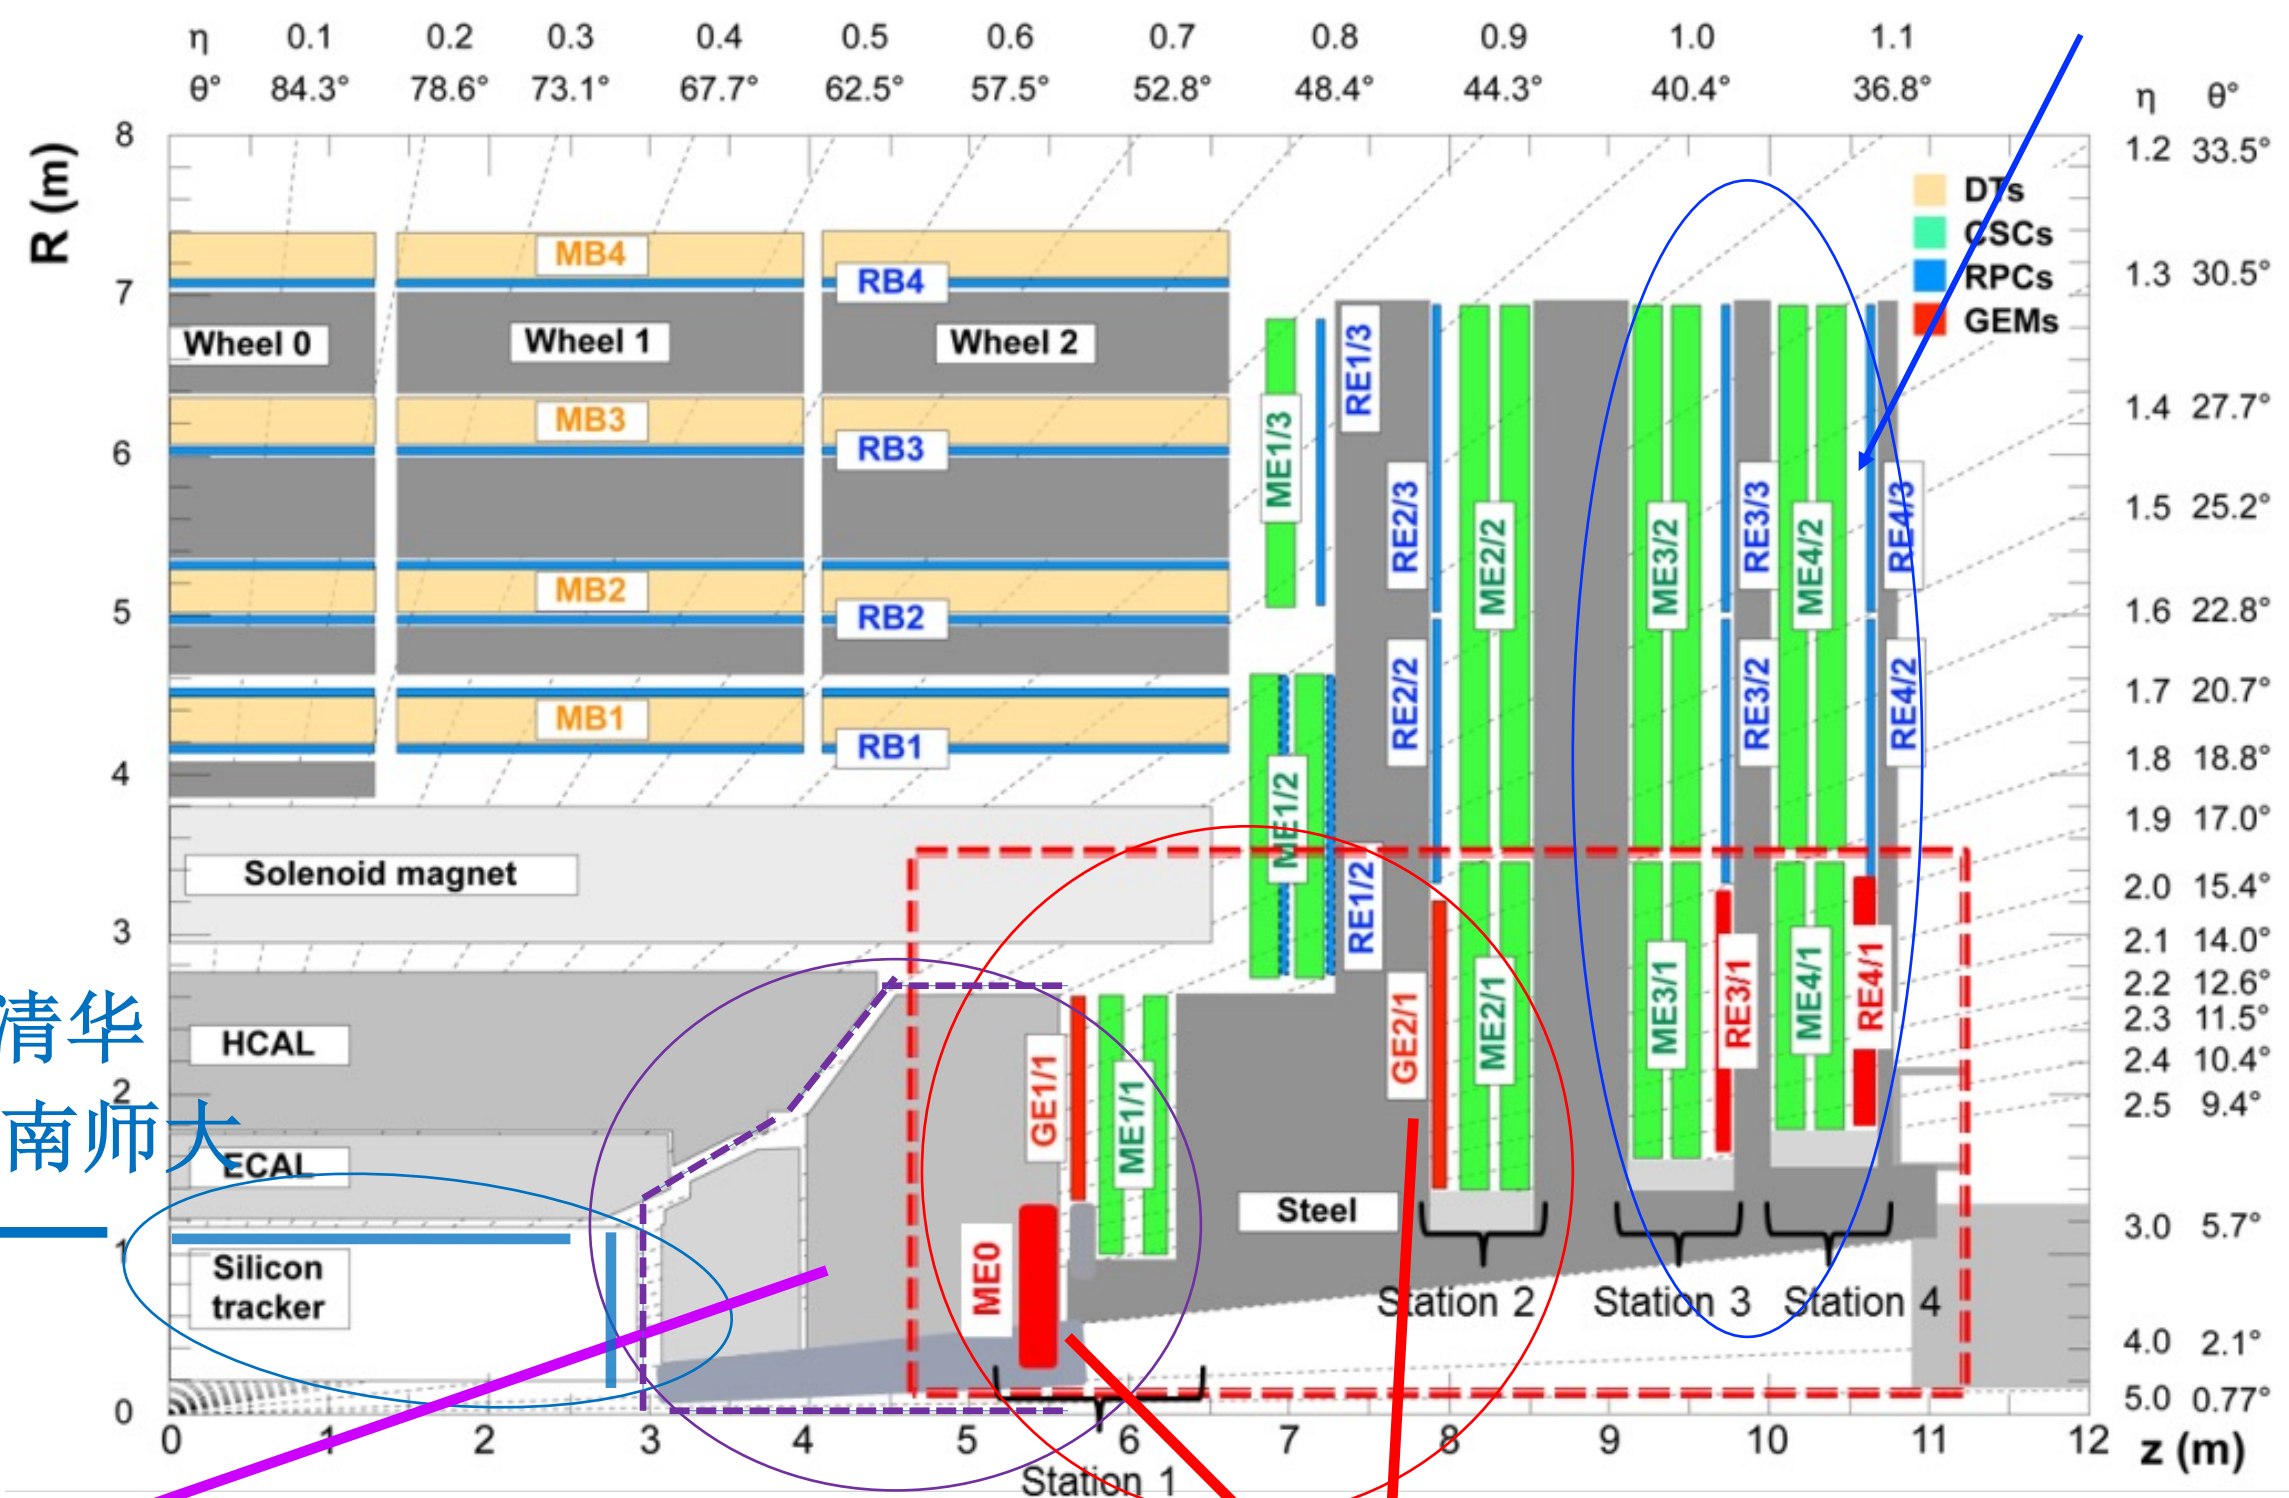 η 0.1 0.2 0.3 0.4 0.5 0.6 0.7 0.8 0.9 1.0 1.1
θ° 84.3° 78.6° 73.1° 67.7° 62.5° 57.5° 52.8° 48.4° 44.3° 40.4° 36.8° η θ°
R (m)
8
7
6
5
4
3
2
1
0
1.2 33.5°
1.3 30.5°
1.4 27.7°
1.5 25.2°
1.6 22.8°
1.7 20.7°
1.8 18.8°
1.9 17.0°
2.0 15.4°
2.1 14.0°
2.2 12.6°
2.3 11.5°
2.4 10.4°
2.5 9.4°
3.0 5.7°
4.0 2.1°
5.0 0.77°
DTs
CSCs
RPCs
GEMs
MB4
RB4
Wheel 0
Wheel 1
Wheel 2
MB3
RB3
MB2
RB2
MB1
RB1
ME1/3
RE1/3
RE2/3
ME2/2
ME3/2
RE3/3
ME4/2
RE4/3
RE2/2
RE3/2
RE4/2
ME1/2
RE1/2
Solenoid magnet
HCAL
ECAL
Silicon
tracker
清华
南师大
GE1/1
ME1/1
ME0
GE2/1
ME2/1
ME3/1
RE3/1
ME4/1
RE4/1
Steel
Station 2
Station 3
Station 4
0 1 2 3 4 5 6 7 8 9 10 11 12 z (m)
Station 1